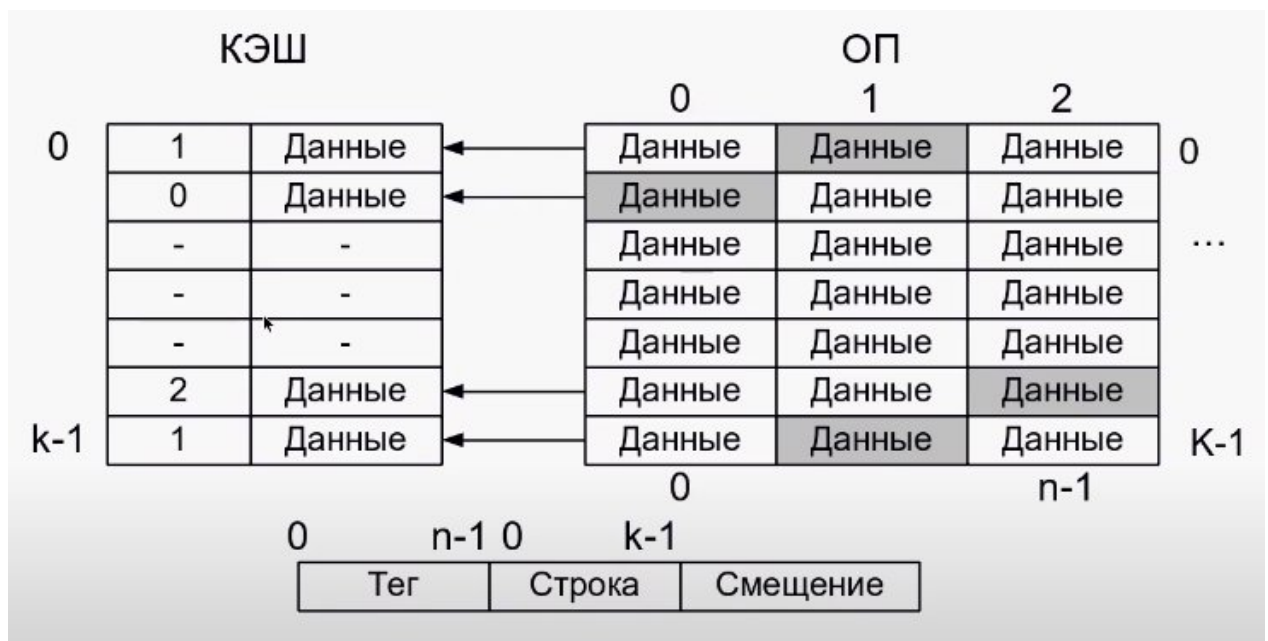 КЭШ ОП
0 1 2
0 1 Данные Данные Данные Данные 0
0 Данные Данные Данные Данные
- - Данные Данные Данные ...
- - Данные Данные Данные
- - Данные Данные Данные
2 Данные Данные Данные Данные
k-1 1 Данные Данные Данные Данные K-1
0 n-1
0 n-1 0 k-1
Тег Строка Смещение